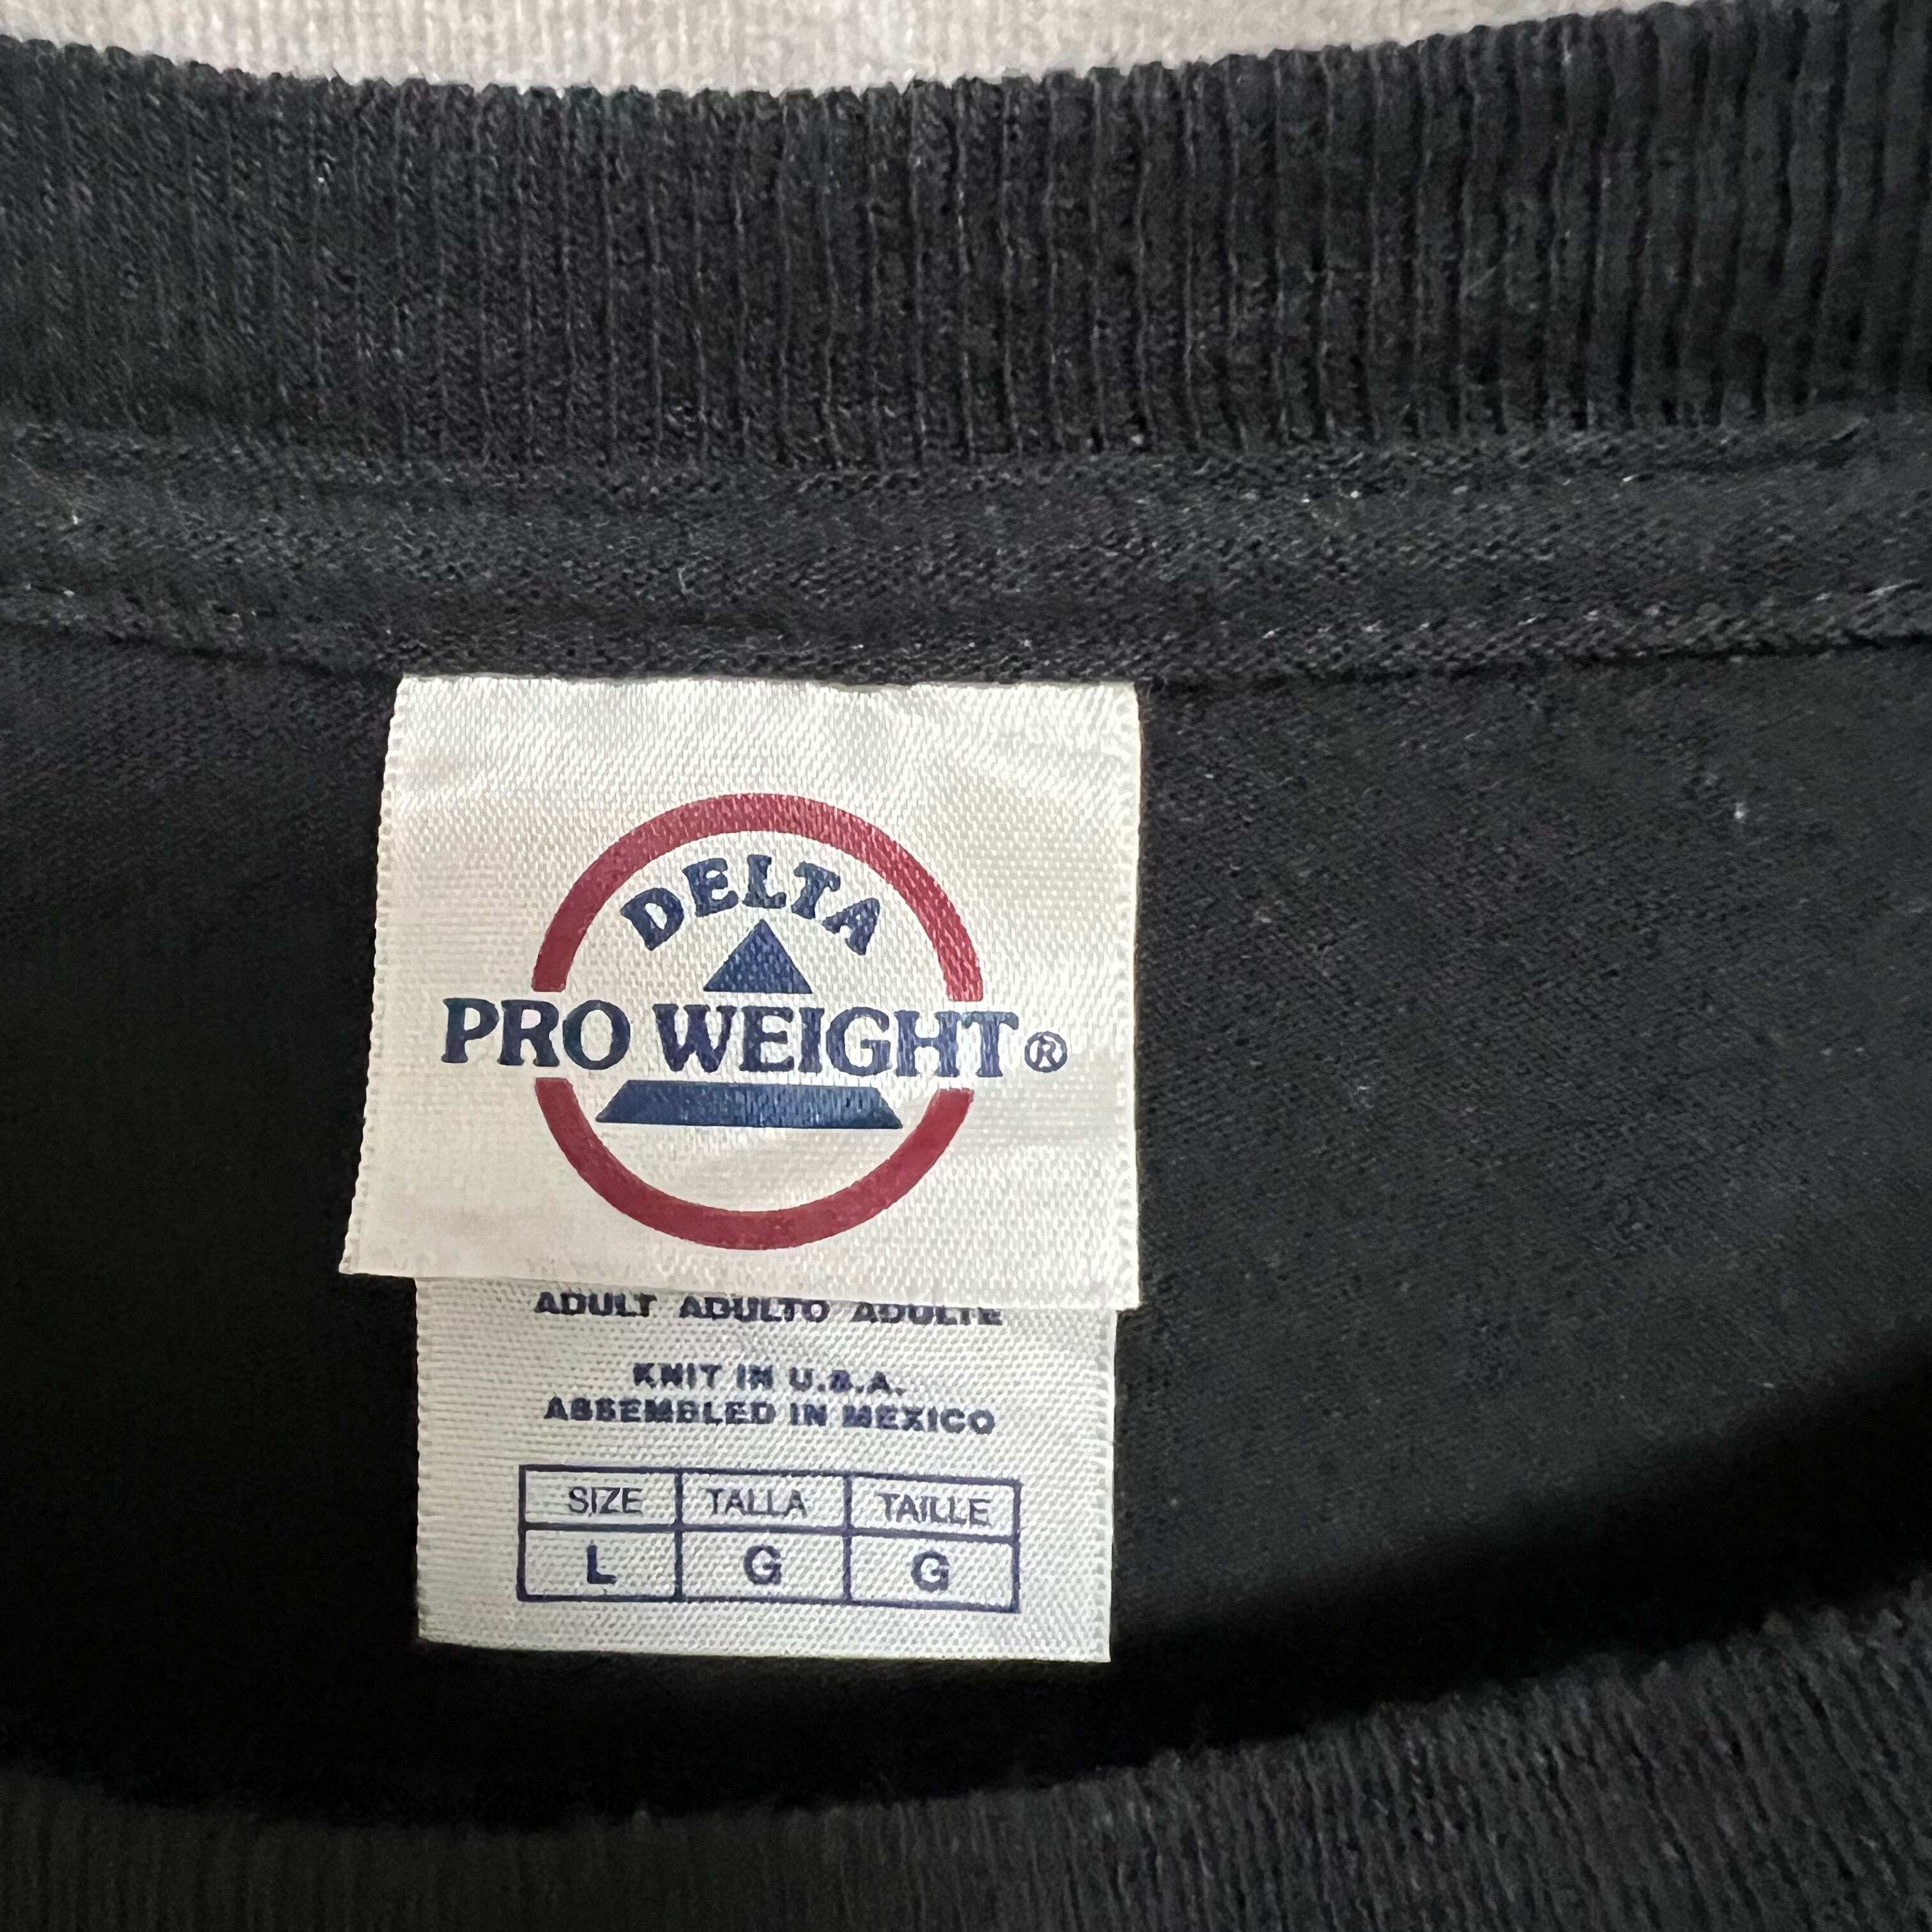 DELTA
PRO WEIGHT®
ADULT ADULTO ADULTE
KNIT IN U.S.A.
ASSEMBLED IN MEXICO
SIZE TALLA TAILLE
L G G